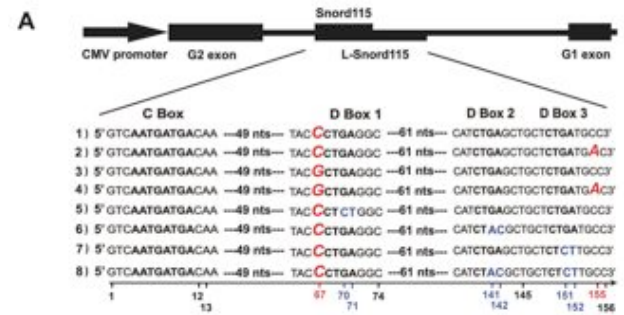 A
Snord115
CMV promoter G2 exon L-Snord115 G1 exon
C Box D Box 1 D Box 2 D Box 3
1) 5'GTCAATGATGACAA ---49 nts--- TACCCTGAGGC ---61 nts--- CATCTGAGCTGCTCTGATGCC3'
2) 5'GTCAATGATGACAA ---49 nts--- TACCCTGAGGC ---61 nts--- CATCTGAGCTGCTCTGATGAC3'
3) 5'GTCAATGATGACAA ---49 nts--- TACGCTGAGGC ---61 nts--- CATCTGAGCTGCTCTGATGCC3'
4) 5'GTCAATGATGACAA ---49 nts--- TACGCTGAGGC ---61 nts--- CATCTGAGCTGCTCTGATGAC3'
5) 5'GTCAATGATGACAA ---49 nts--- TACCCTCTGGC ---61 nts--- CATCTGAGCTGCTCTGATGCC3'
6) 5'GTCAATGATGACAA ---49 nts--- TACCCTGAGGC ---61 nts--- CATCTACGCTGCTCTGATGCC3'
7) 5'GTCAATGATGACAA ---49 nts--- TACCCTGAGGC ---61 nts--- CATCTGAGCTGCTCTCTTGCC3'
8) 5'GTCAATGATGACAA ---49 nts--- TACCCTGAGGC ---61 nts--- CATCTACGCTGCTCTCTTGCC3'
1 12 67 70 74 141 145 151 155
13 71 142 152 156